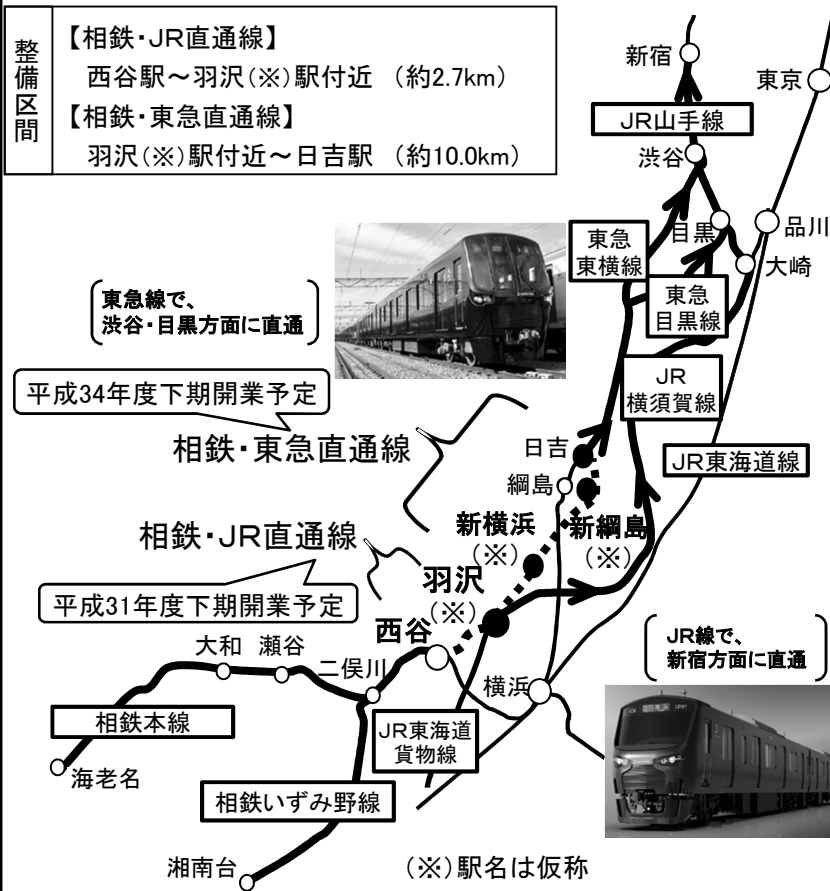 整備区間
【相鉄・JR直通線】
西谷駅～羽沢(※)駅付近 (約2.7km)
【相鉄・東急直通線】
羽沢(※)駅付近～日吉駅 (約10.0km)
新宿
東京
JR山手線
渋谷
東急
東横線
目黒
品川
大崎
東急
目黒線
東急線で、
渋谷・目黒方面に直通
JR
横須賀線
平成34年度下期開業予定
相鉄・東急直通線
日吉
JR東海道線
綱島
新横浜
(※)
新綱島
(※)
相鉄・JR直通線
羽沢
(※)
平成31年度下期開業予定
西谷
JR線で、
新宿方面に直通
大和
瀬谷
二俣川
横浜
相鉄本線
JR東海道
貨物線
海老名
相鉄いずみ野線
湘南台
(※)駅名は仮称